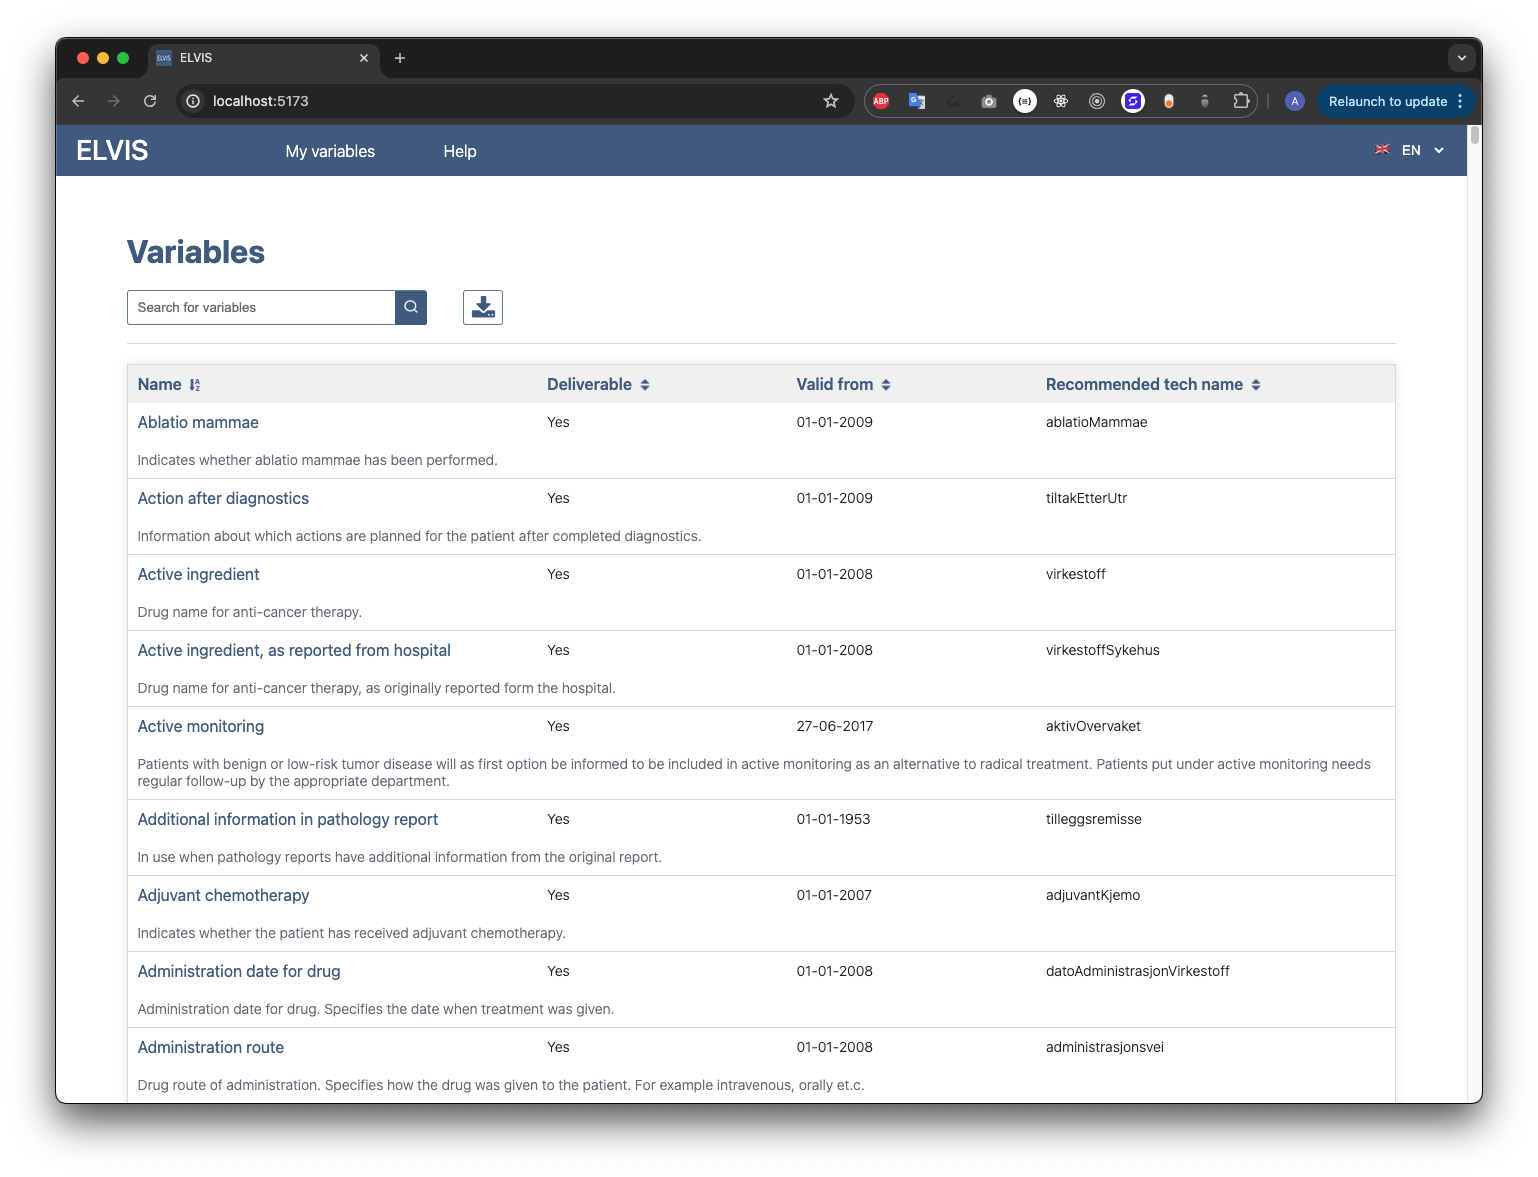 ELVIS
localhost:5173
ABP
A
Relaunch to update
ELVIS
My variables
Help
EN
Variables
Search for variables
Name
Deliverable
Valid from
Recommended tech name
Ablatio mammae
Yes
01-01-2009
ablatioMammae
Indicates whether ablatio mammae has been performed.
Action after diagnostics
Yes
01-01-2009
tiltakEtterUtr
Information about which actions are planned for the patient after completed diagnostics.
Active ingredient
Yes
01-01-2008
virkestoff
Drug name for anti-cancer therapy.
Active ingredient, as reported from hospital
Yes
01-01-2008
virkestoffSykehus
Drug name for anti-cancer therapy, as originally reported form the hospital.
Active monitoring
Yes
27-06-2017
aktivOvervaket
Patients with benign or low-risk tumor disease will as first option be informed to be included in active monitoring as an alternative to radical treatment. Patients put under active monitoring needs
regular follow-up by the appropriate department.
Additional information in pathology report
Yes
01-01-1953
tilleggsremisse
In use when pathology reports have additional information from the original report.
Adjuvant chemotherapy
Yes
01-01-2007
adjuvantKjemo
Indicates whether the patient has received adjuvant chemotherapy.
Administration date for drug
Yes
01-01-2008
datoAdministrasjonVirkestoff
Administration date for drug. Specifies the date when treatment was given.
Administration route
Yes
01-01-2008
administrasjonsvei
Drug route of administration. Specifies how the drug was given to the patient. For example intravenous, orally et.c.